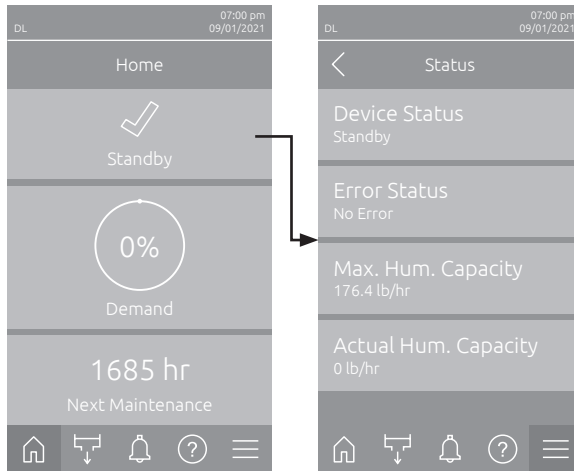 07:00 pm
DL
09/01/2021
Home
Standby
0%
Demand
1685 hr
Next Maintenance
?
07:00 pm
DL
09/01/2021
Status
Device Status
Standby
Error Status
No Error
Max. Hum. Capacity
176.4 lb/hr
Actual Hum. Capacity
0 lb/hr
?